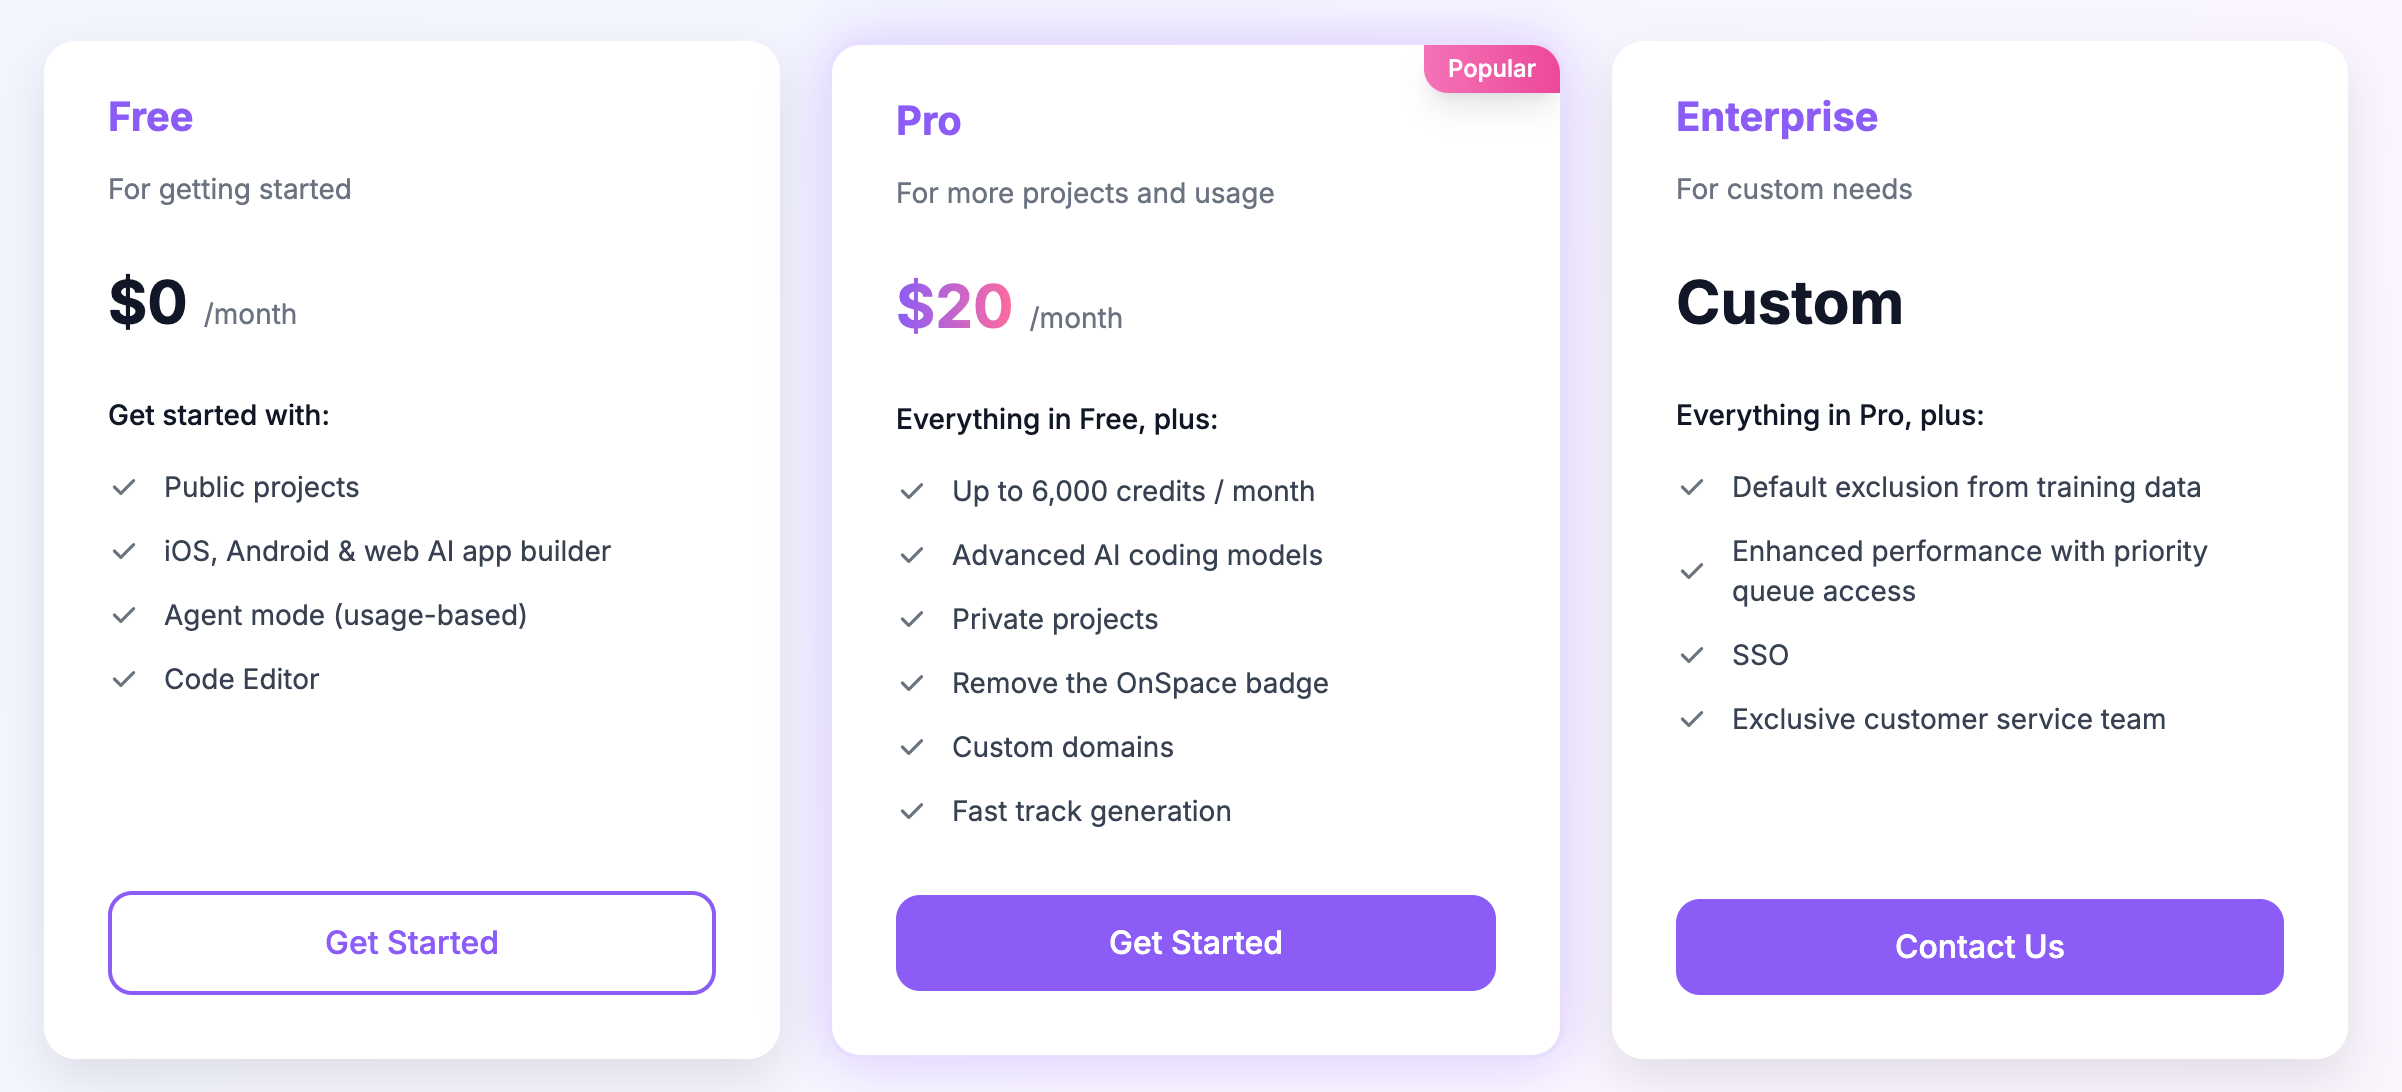 Free
For getting started
$0 /month
Get started with:
Public projects
iOS, Android & web AI app builder
Agent mode (usage-based)
Code Editor
Get Started
Popular
Pro
For more projects and usage
$20 /month
Everything in Free, plus:
Up to 6,000 credits / month
Advanced AI coding models
Private projects
Remove the OnSpace badge
Custom domains
Fast track generation
Get Started
Enterprise
For custom needs
Custom
Everything in Pro, plus:
Default exclusion from training data
Enhanced performance with priority
queue access
SSO
Exclusive customer service team
Contact Us